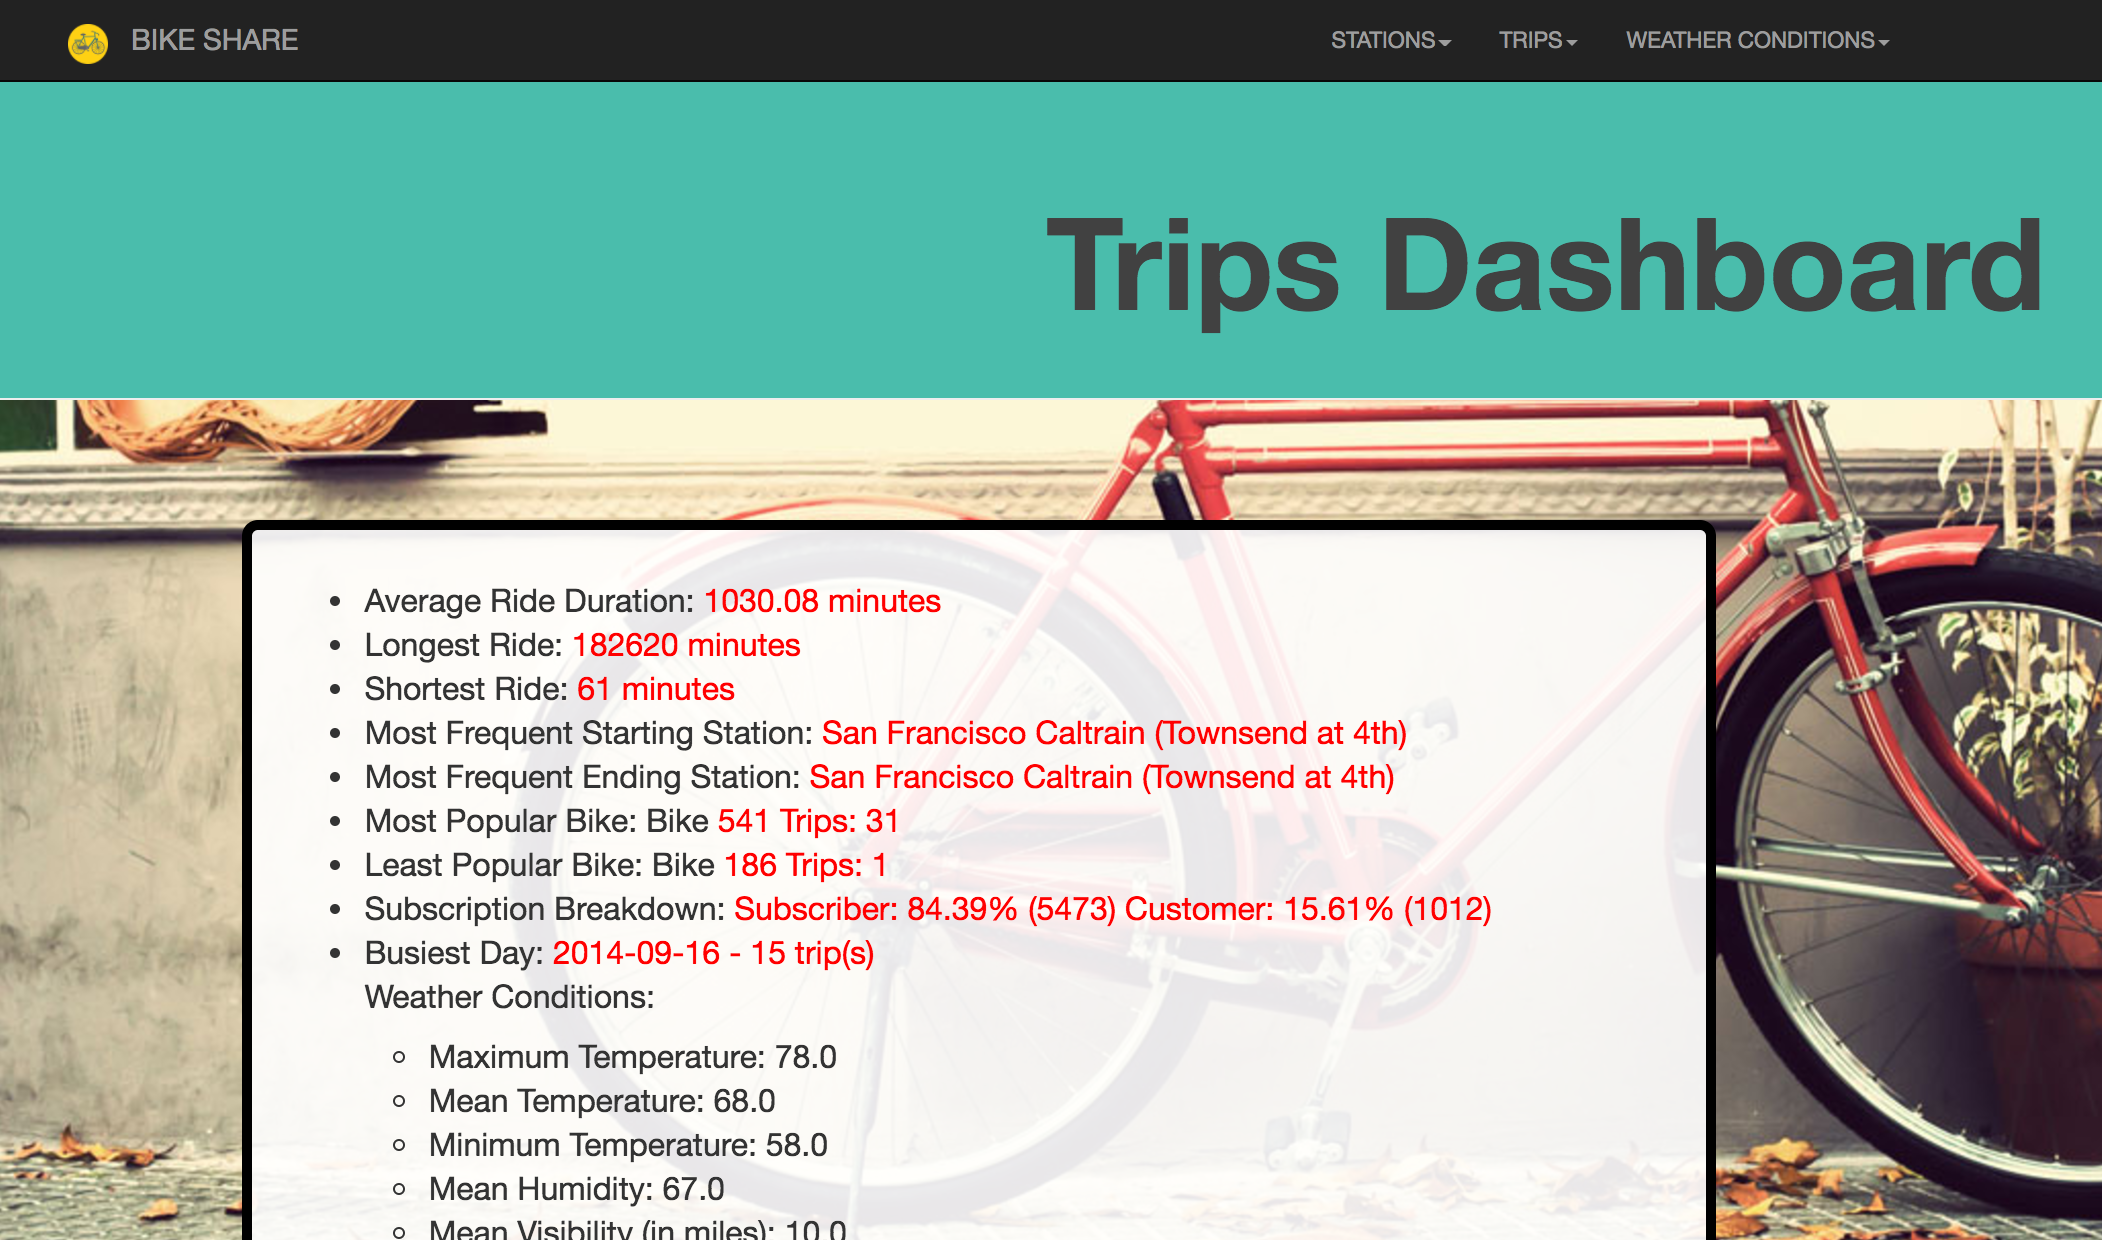 BIKE SHARE
STATIONS
TRIPS
WEATHER CONDITIONS
Trips Dashboard
Average Ride Duration: 1030.08 minutes
Longest Ride: 182620 minutes
Shortest Ride: 61 minutes
Most Frequent Starting Station: San Francisco Caltrain (Townsend at 4th)
Most Frequent Ending Station: San Francisco Caltrain (Townsend at 4th)
Most Popular Bike: Bike 541 Trips: 31
Least Popular Bike: Bike 186 Trips: 1
Subscription Breakdown: Subscriber: 84.39% (5473) Customer: 15.61% (1012)
Busiest Day: 2014-09-16 - 15 trip(s)
Weather Conditions:
Maximum Temperature: 78.0
Mean Temperature: 68.0
Minimum Temperature: 58.0
Mean Humidity: 67.0
Mean Visibility (in miles): 10.0